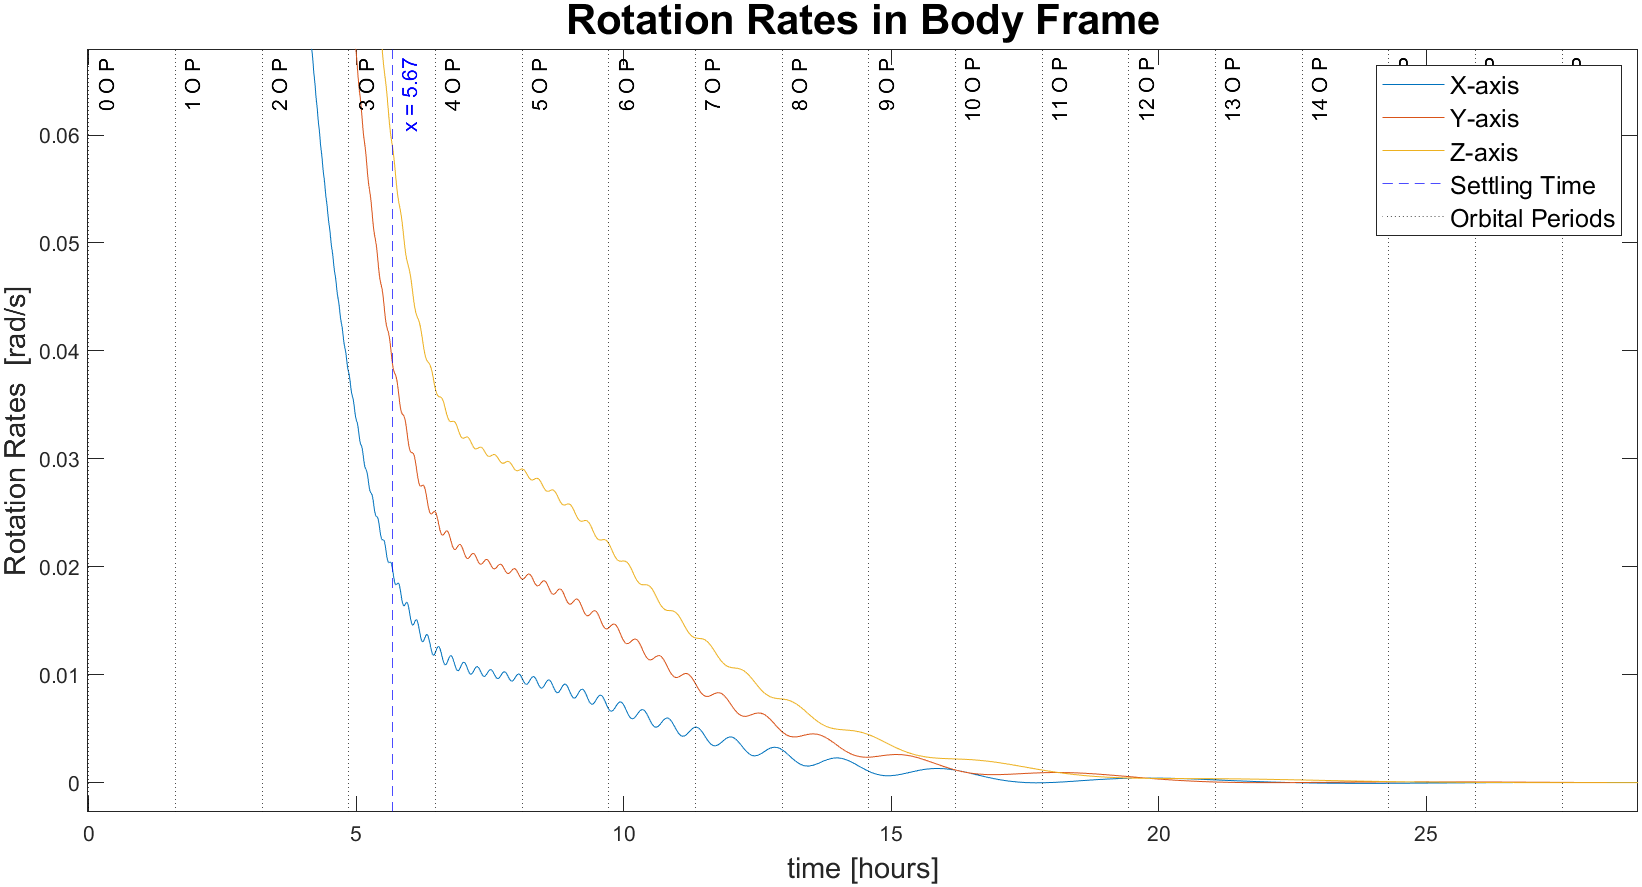 Rotation Rates in Body Frame
0 O P
1 O P
2 O P
3 O P
x = 5.67
4 O P
5 O P
6 O P
7 O P
8 O P
9 O P
10 O P
11 O P
12 O P
13 O P
14 O P
P
P
P
X-axis
Y-axis
Z-axis
Settling Time
Orbital Periods
Rotation Rates [rad/s]
0.06
0.05
0.04
0.03
0.02
0.01
0
0
5
10
15
20
25
time [hours]